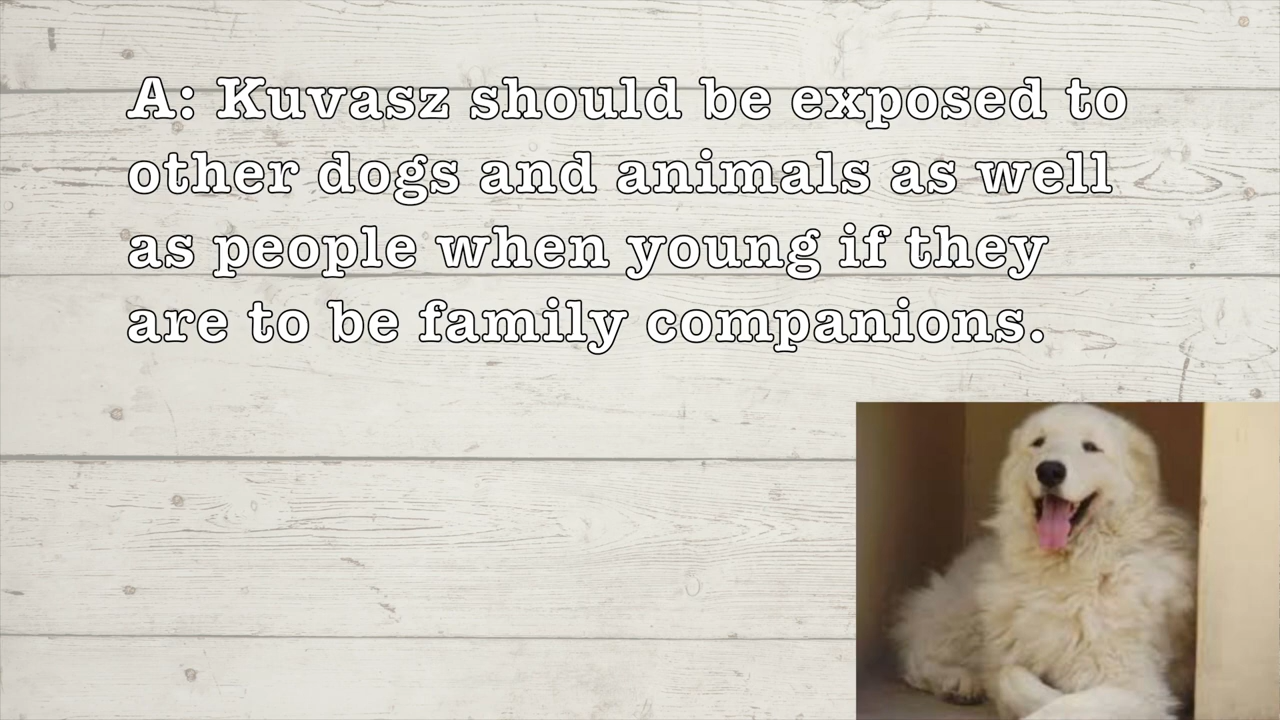 A: Kuvasz should be exposed to
other dogs and animals as well
as people when young if they
are to be family companions.